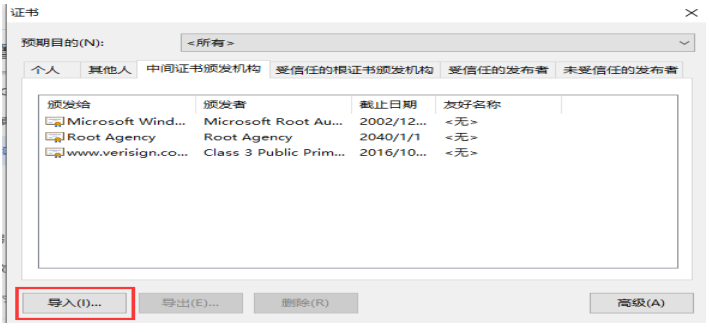 证书
预期目的(N): <所有>
个人 其他人 中间证书颁发机构 受信任的根证书颁发机构 受信任的发布者 未受信任的发布者
颁发给 颁发者 截止日期 友好名称
Microsoft Wind... Microsoft Root Au... 2002/12... <无>
Root Agency Root Agency 2040/1/1 <无>
www.verisign.co... Class 3 Public Prim... 2016/10... <无>
导入(I)... 导出(E)... 删除(R) 高级(A)